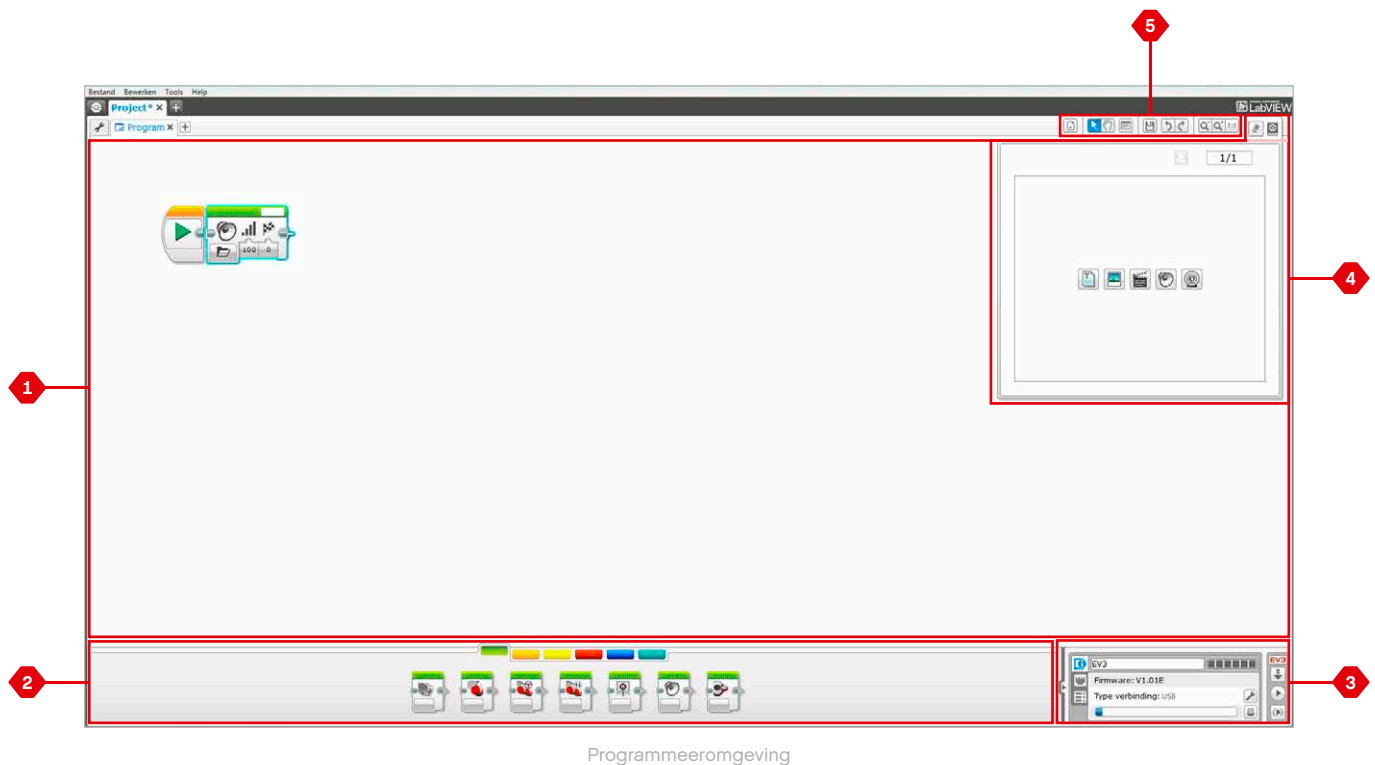 5
Bestand Bewerken Tools Help
Project* X +
LabVIEW
Program X +
1/1
100 0
4
1
2
EV3
EV3
Firmware: V1.01E
Type verbinding: USB
3
Programmeeromgeving